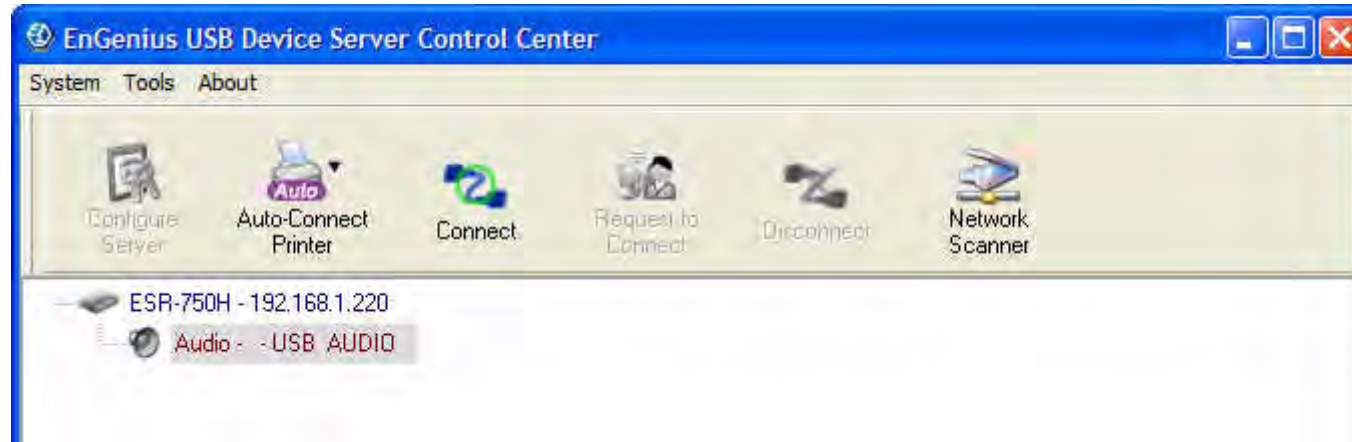 EnGenius USB Device Server Control Center
System Tools About
Configure Server
Auto
Auto-Connect Printer
Connect
Request to Connect
Disconnect
Network Scanner
ESR-750H - 192.168.1.220
Audio - - USB AUDIO